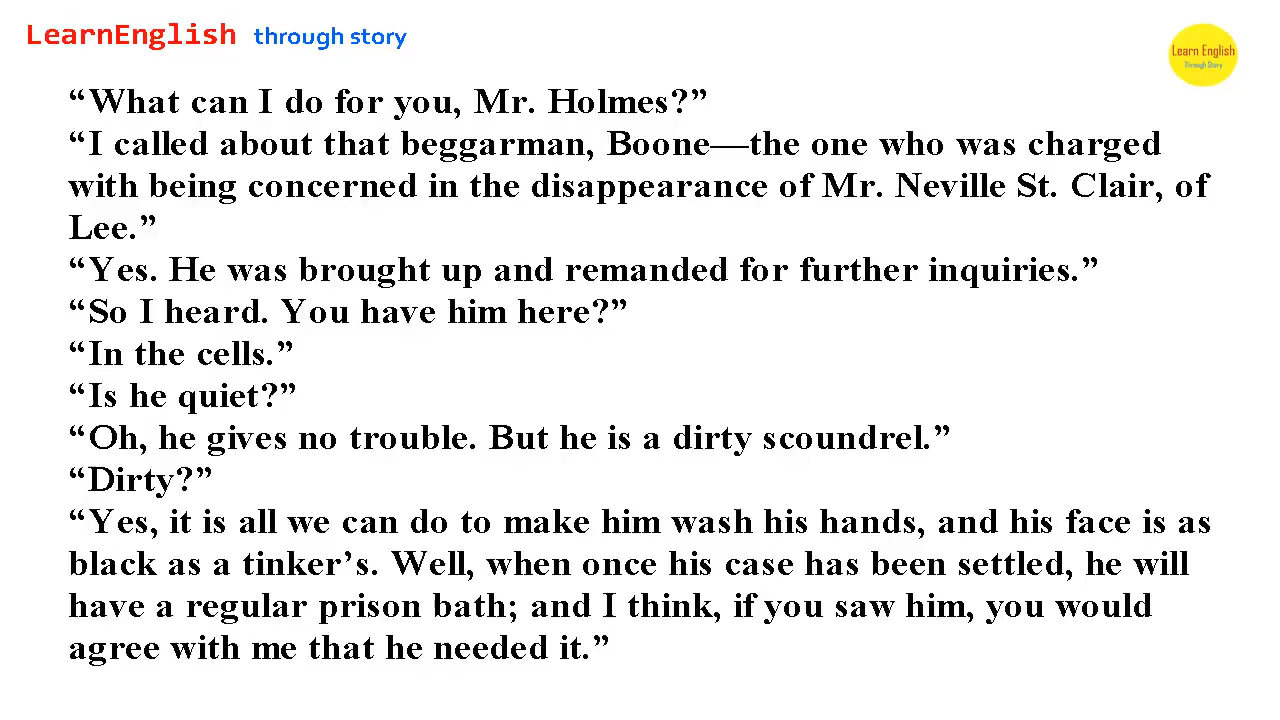 LearnEnglish through story
Learn English
Through Story
“What can I do for you, Mr. Holmes?”
“I called about that beggarman, Boone—the one who was charged
with being concerned in the disappearance of Mr. Neville St. Clair, of
Lee.”
“Yes. He was brought up and remanded for further inquiries.”
“So I heard. You have him here?”
“In the cells.”
“Is he quiet?”
“Oh, he gives no trouble. But he is a dirty scoundrel.”
“Dirty?”
“Yes, it is all we can do to make him wash his hands, and his face is as
black as a tinker’s. Well, when once his case has been settled, he will
have a regular prison bath; and I think, if you saw him, you would
agree with me that he needed it.”